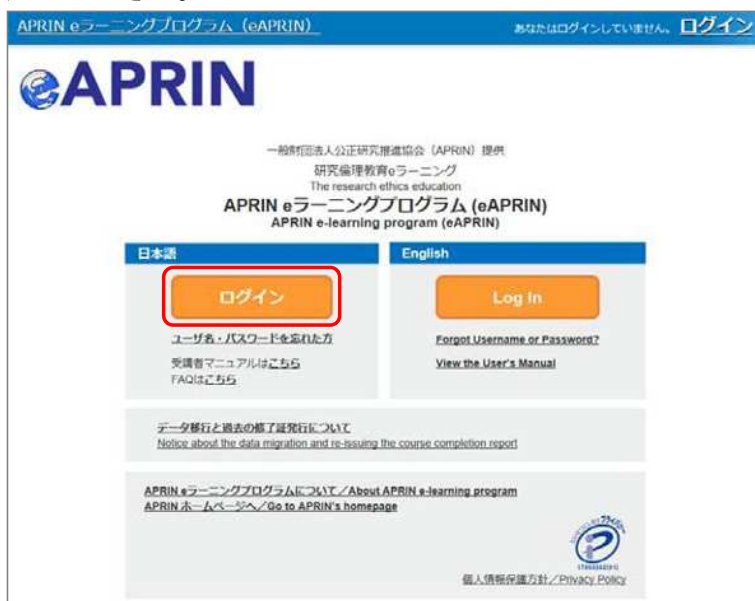 APRIN eラーニングプログラム（eAPRIN）
あなたはログインしていません。 ログイン
eAPRIN
一般財団法人公正研究推進協会（APRIN）提供
研究倫理教育eラーニング
The research ethics education
APRIN eラーニングプログラム (eAPRIN)
APRIN e-learning program (eAPRIN)
日本語
ログイン
ユーザ名・パスワードを忘れた方
受講者マニュアルはこちら
FAQはこちら
English
Log In
Forgot Username or Password?
View the User's Manual
データ移行と過去の修了証発行について
Notice about the data migration and re-issuing the course completion report
APRIN eラーニングプログラムについて／About APRIN e-learning program
APRIN ホームページへ／Go to APRIN's homepage
個人情報保護方針／Privacy Policy